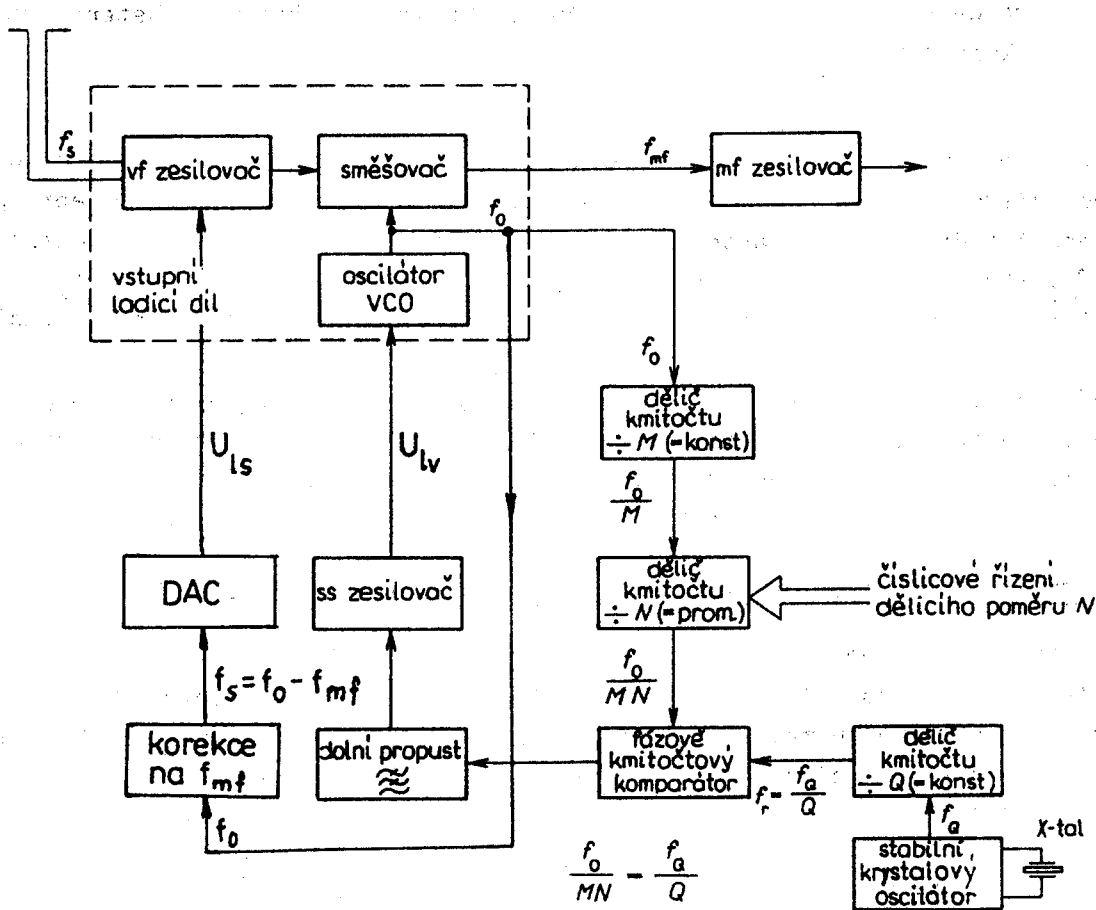 f_s
vf zesilovač
směšovač
f_mf
mf zesilovač
f_0
vstupní
ladicí díl
oscilátor
VCO
f_0
U_ls
U_lv
dělič
kmitočtu
÷ M (=konst)
f_0
M
DAC
ss zesilovač
dělič
kmitočtu
÷ N (=prom.)
číslicové řízení
dělicího poměru N
f_s = f_0 - f_mf
f_0
MN
korekce
na f_mf
dolní propust
fázově
kmitočtový
komparátor
f_r = f_Q
Q
dělič
kmitočtu
÷ Q (=konst)
f_0
f_Q
X-tal
stabilní
krystalový
oscilátor
f_0 = f_Q
MN Q